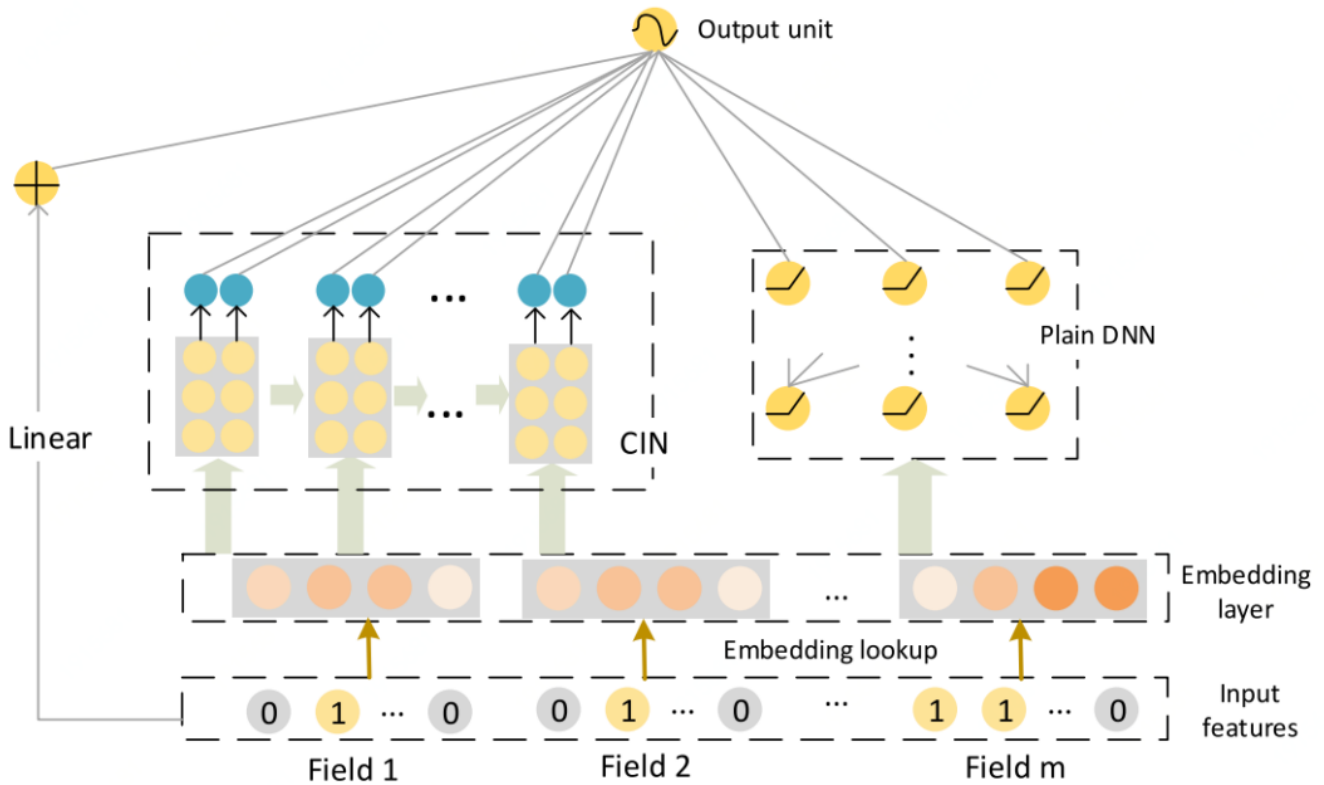 Output unit
...
Plain DNN
...
Linear
CIN
...
Embedding
layer
Embedding lookup
0 1 ... 0 0 1 ... 0 ... 1 1 ... 0
Input
features
Field 1 Field 2 Field m